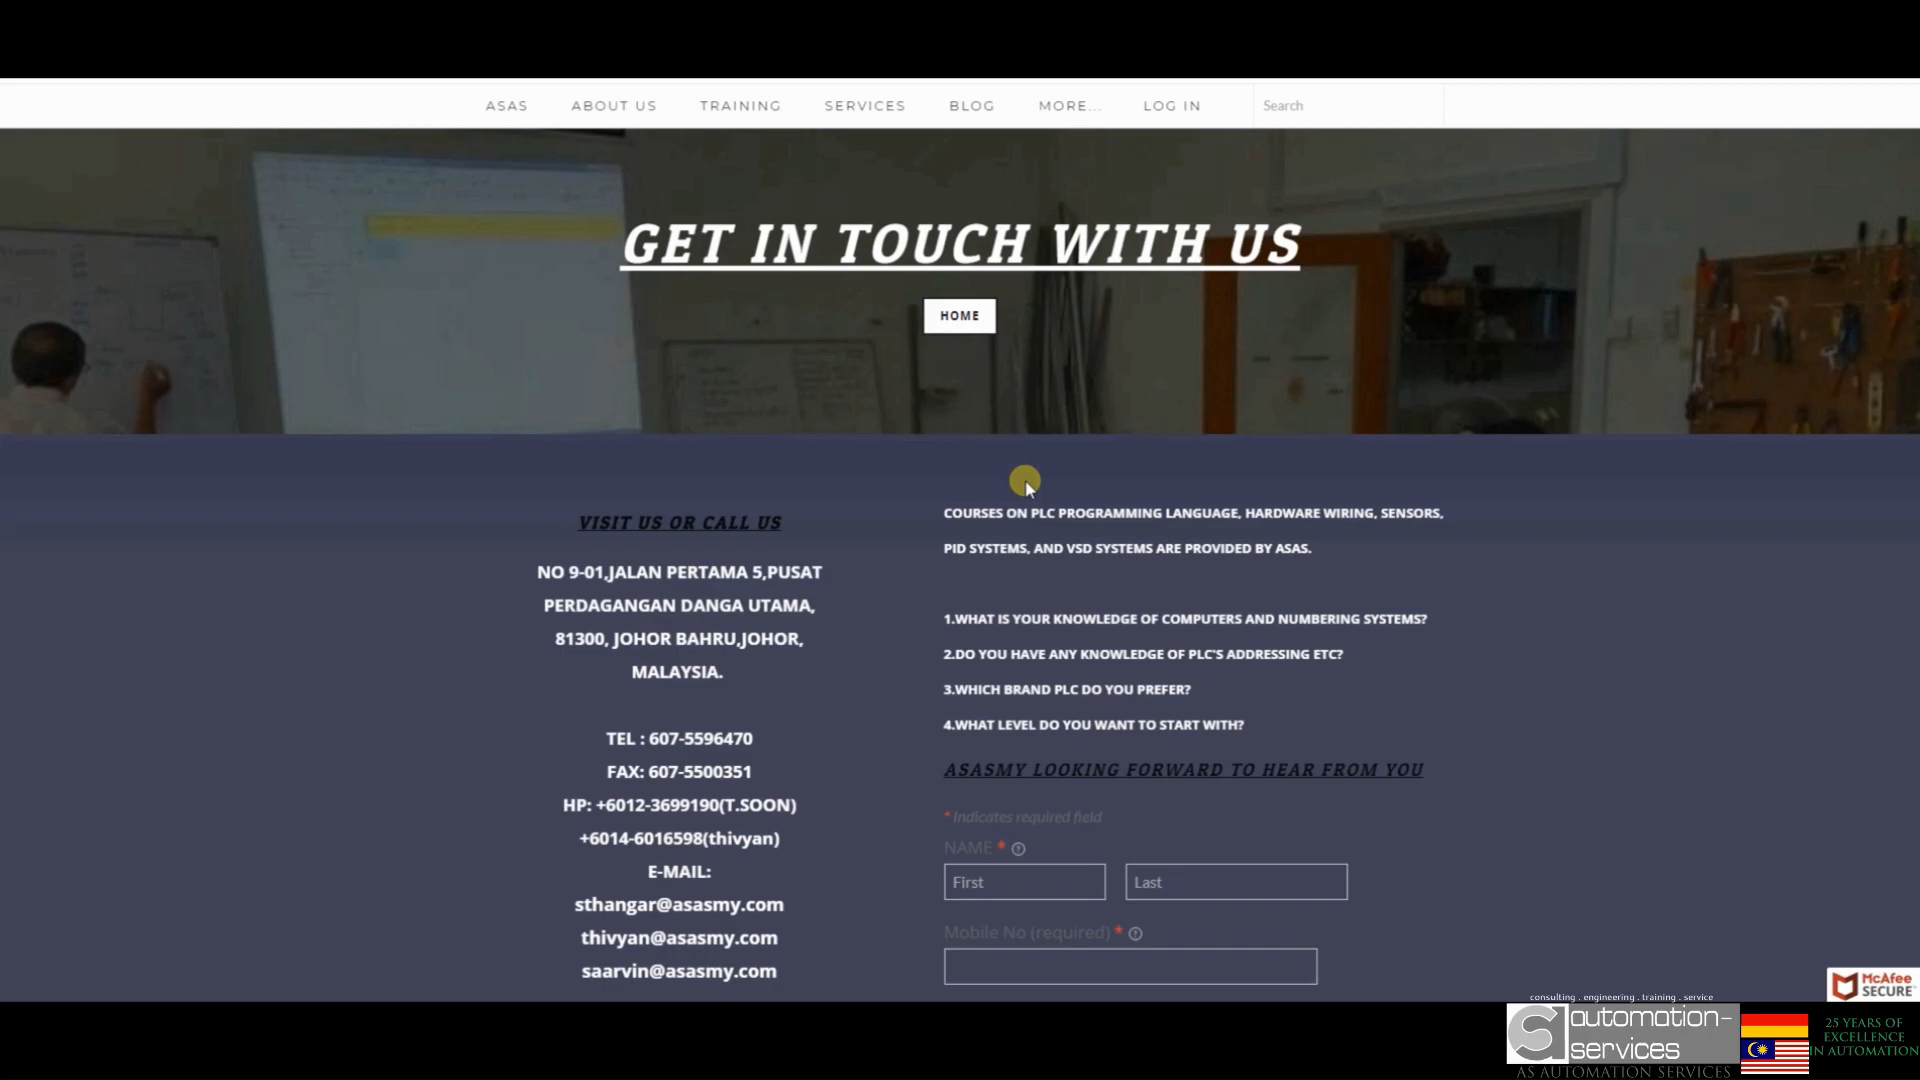 ASAS ABOUT US TRAINING SERVICES BLOG MORE... LOG IN Search
GET IN TOUCH WITH US
HOME
VISIT US OR CALL US
NO 9-01,JALAN PERTAMA 5,PUSAT
PERDAGANGAN DANGA UTAMA,
81300, JOHOR BAHRU,JOHOR,
MALAYSIA.
TEL : 607-5596470
FAX: 607-5500351
HP: +6012-3699190(T.SOON)
+6014-6016598(thivyan)
E-MAIL:
sthangar@asasmy.com
thivyan@asasmy.com
saarvin@asasmy.com
COURSES ON PLC PROGRAMMING LANGUAGE, HARDWARE WIRING, SENSORS,
PID SYSTEMS, AND VSD SYSTEMS ARE PROVIDED BY ASAS.
1.WHAT IS YOUR KNOWLEDGE OF COMPUTERS AND NUMBERING SYSTEMS?
2.DO YOU HAVE ANY KNOWLEDGE OF PLC'S ADDRESSING ETC?
3.WHICH BRAND PLC DO YOU PREFER?
4.WHAT LEVEL DO YOU WANT TO START WITH?
ASASMY LOOKING FORWARD TO HEAR FROM YOU
* Indicates required field
NAME *
First Last
Mobile No (required) *
McAfee
SECURE
consulting . engineering . training . service
automation-
services
AS AUTOMATION SERVICES
25 YEARS OF
EXCELLENCE
IN AUTOMATION